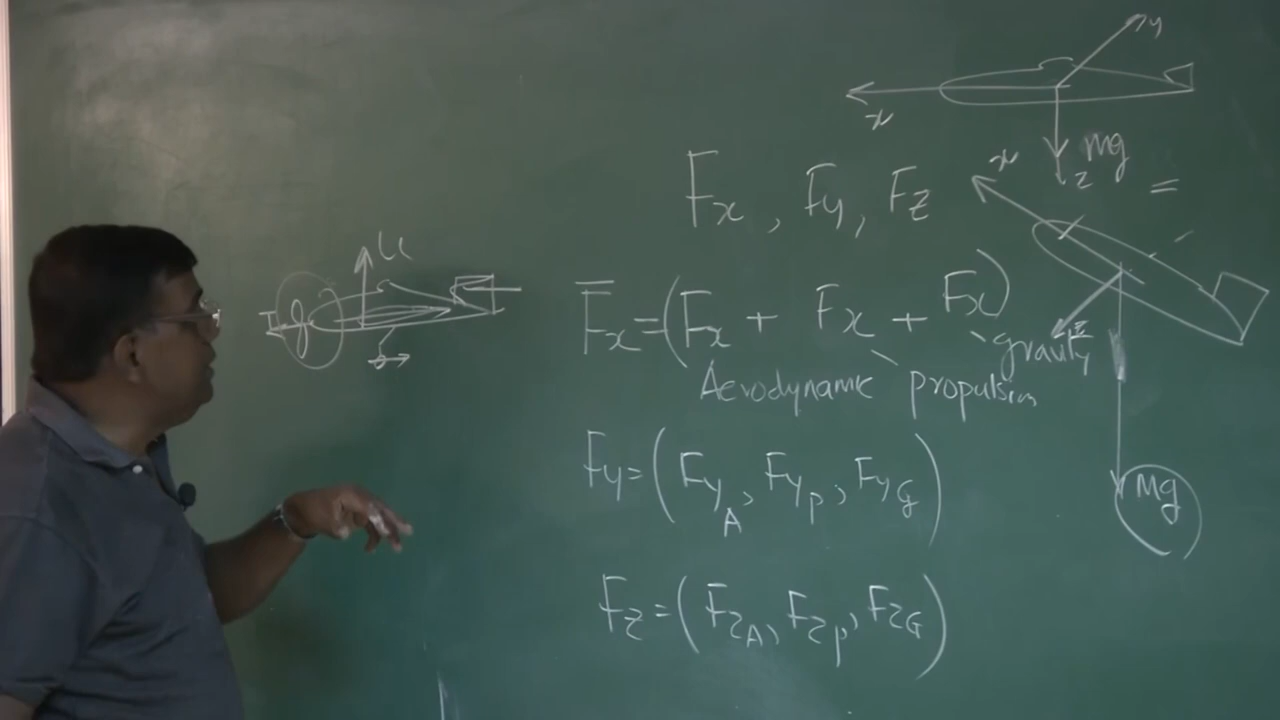 y
x
mg
z
=
Fx, Fy, Fz
x
F̅x = (Fx + Fx + Fx)
Aerodynamic propulsion gravity
z
Fy = (FyA, Fyp, FyG)
mg
Fz = (FzA, Fzp, FzG)